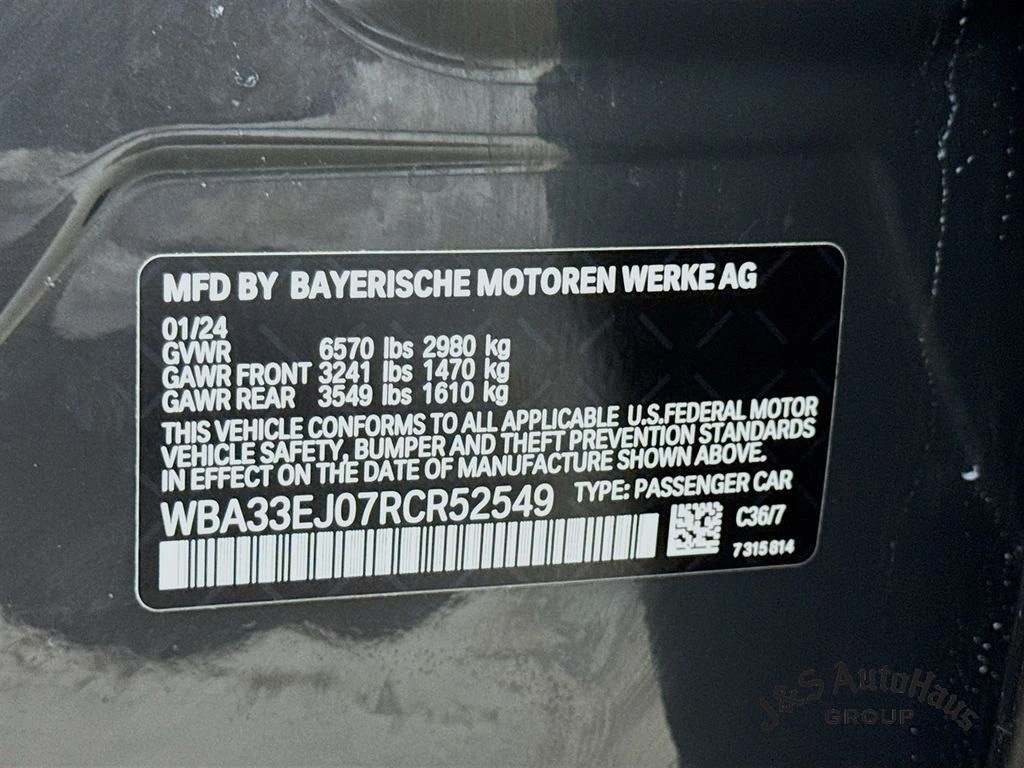 MFD BY BAYERISCHE MOTOREN WERKE AG
01/24
GVWR 6570 lbs 2980 kg
GAWR FRONT 3241 lbs 1470 kg
GAWR REAR 3549 lbs 1610 kg
THIS VEHICLE CONFORMS TO ALL APPLICABLE U.S.FEDERAL MOTOR
VEHICLE SAFETY, BUMPER AND THEFT PREVENTION STANDARDS
IN EFFECT ON THE DATE OF MANUFACTURE SHOWN ABOVE.
WBA33EJ07RCR52549 TYPE: PASSENGER CAR
C36/7
7315814
J&S AutoHaus
GROUP